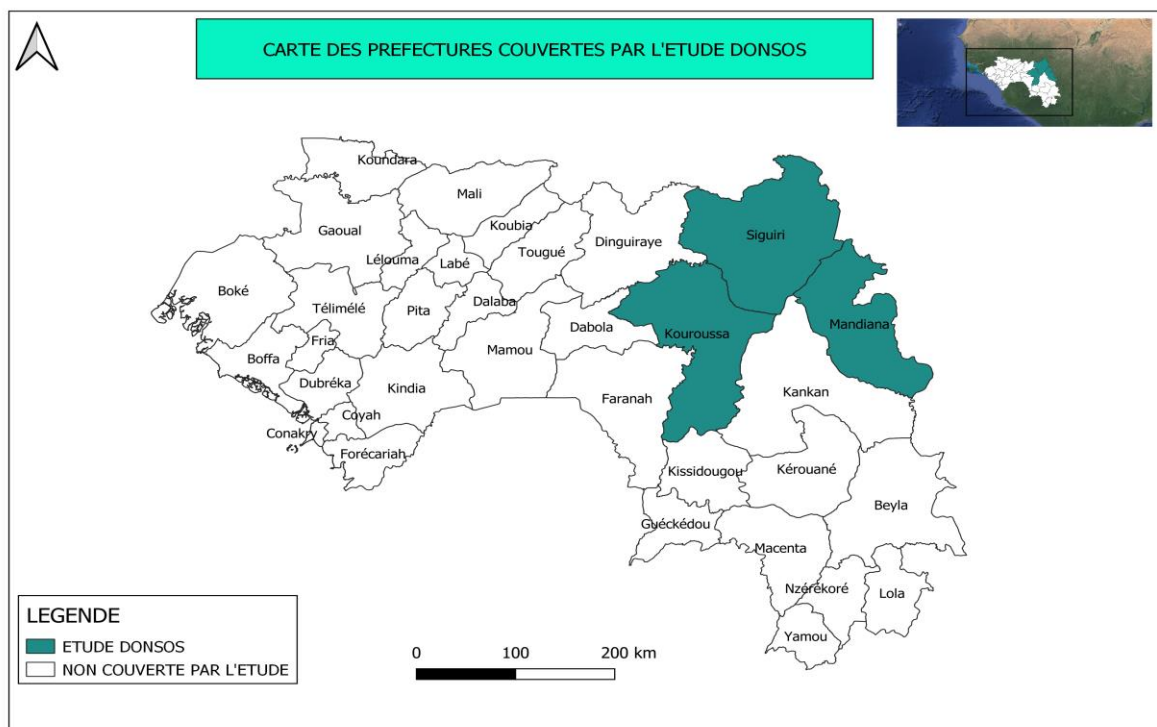 CARTE DES PREFECTURES COUVERTES PAR L'ETUDE DONSOS
Koundara
Mali
Koubia
Gaoual
Siguiri
Dinguiraye
Tougué
Lélouma
Labé
Boké
Télimélé
Pita
Dalaba
Dabola
Kouroussa
Mandiana
Fria
Mamou
Boffa
Dubréka
Kindia
Kankan
Faranah
Coyah
Conakry
Forécariah
Kissidougou
Kérouané
Beyla
Guéckédou
Macenta
Nzérékoré
Lola
Yamou
LEGENDE
ETUDE DONSOS
NON COUVERTE PAR L'ETUDE
0 100 200 km